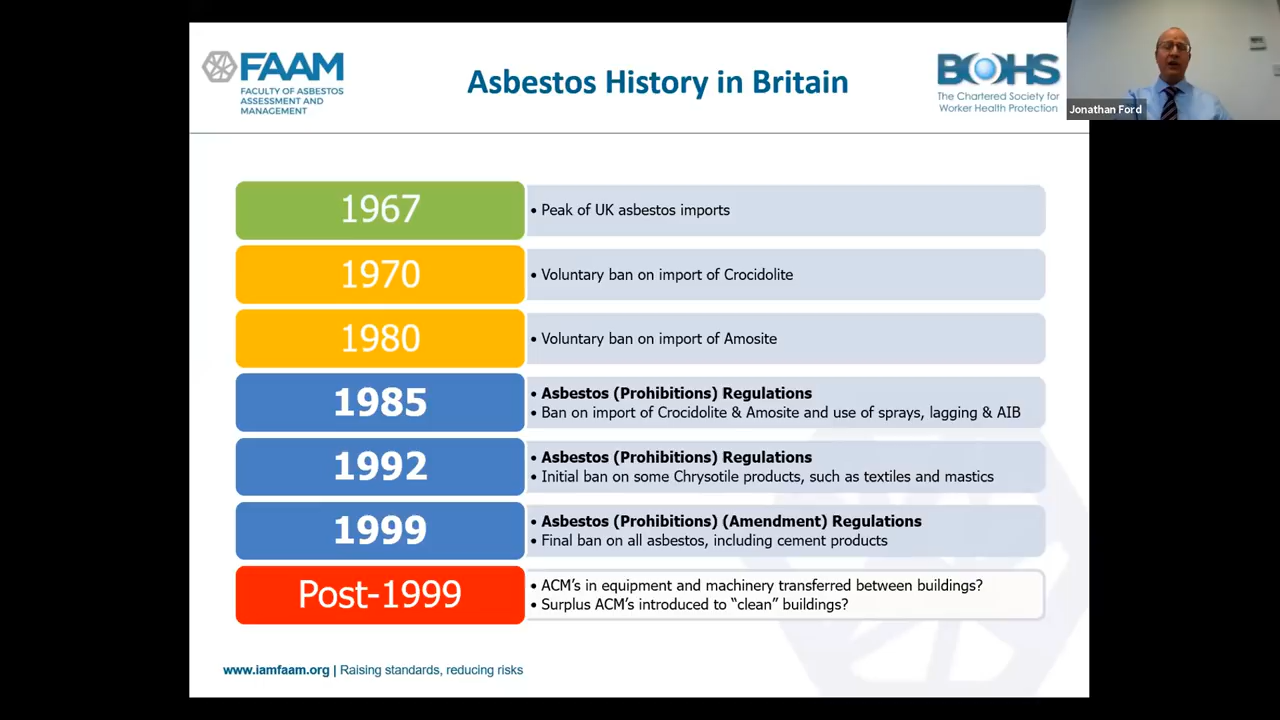 FAAM
FACULTY OF ASBESTOS
ASSESSMENT AND
MANAGEMENT
Asbestos History in Britain
BOHS
The Chartered Society for
Worker Health Protection
Jonathan Ford
1967
• Peak of UK asbestos imports
1970
• Voluntary ban on import of Crocidolite
1980
• Voluntary ban on import of Amosite
1985
• Asbestos (Prohibitions) Regulations
• Ban on import of Crocidolite & Amosite and use of sprays, lagging & AIB
1992
• Asbestos (Prohibitions) Regulations
• Initial ban on some Chrysotile products, such as textiles and mastics
1999
• Asbestos (Prohibitions) (Amendment) Regulations
• Final ban on all asbestos, including cement products
Post-1999
• ACM's in equipment and machinery transferred between buildings?
• Surplus ACM's introduced to “clean” buildings?
www.iamfaam.org | Raising standards, reducing risks